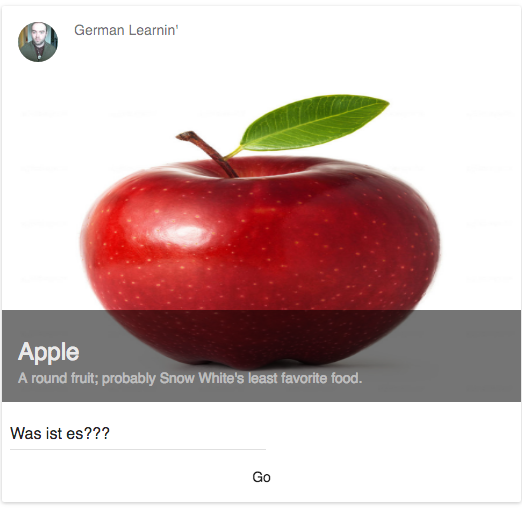 German Learnin'
Apple
A round fruit; probably Snow White's least favorite food.
Was ist es???
Go